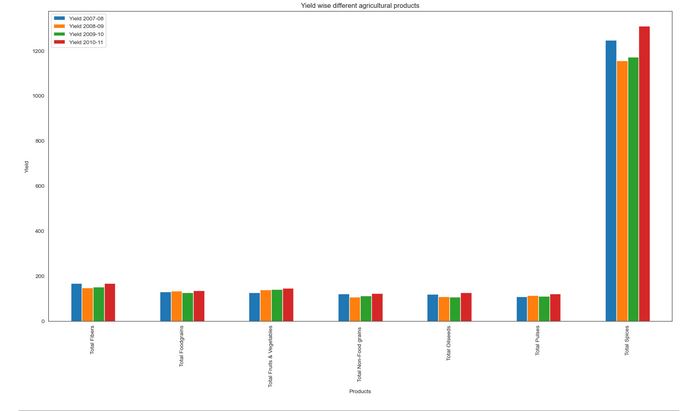 Yield wise different agricultural products
Yield 2007-08
Yield 2008-09
Yield 2009-10
Yield 2010-11
1200
1000
800
600
400
200
0
Yield
Total Fibers
Total Foodgrains
Total Fruits & Vegetables
Total Non-Food grains
Total Oilseeds
Total Pulses
Total Spices
Products